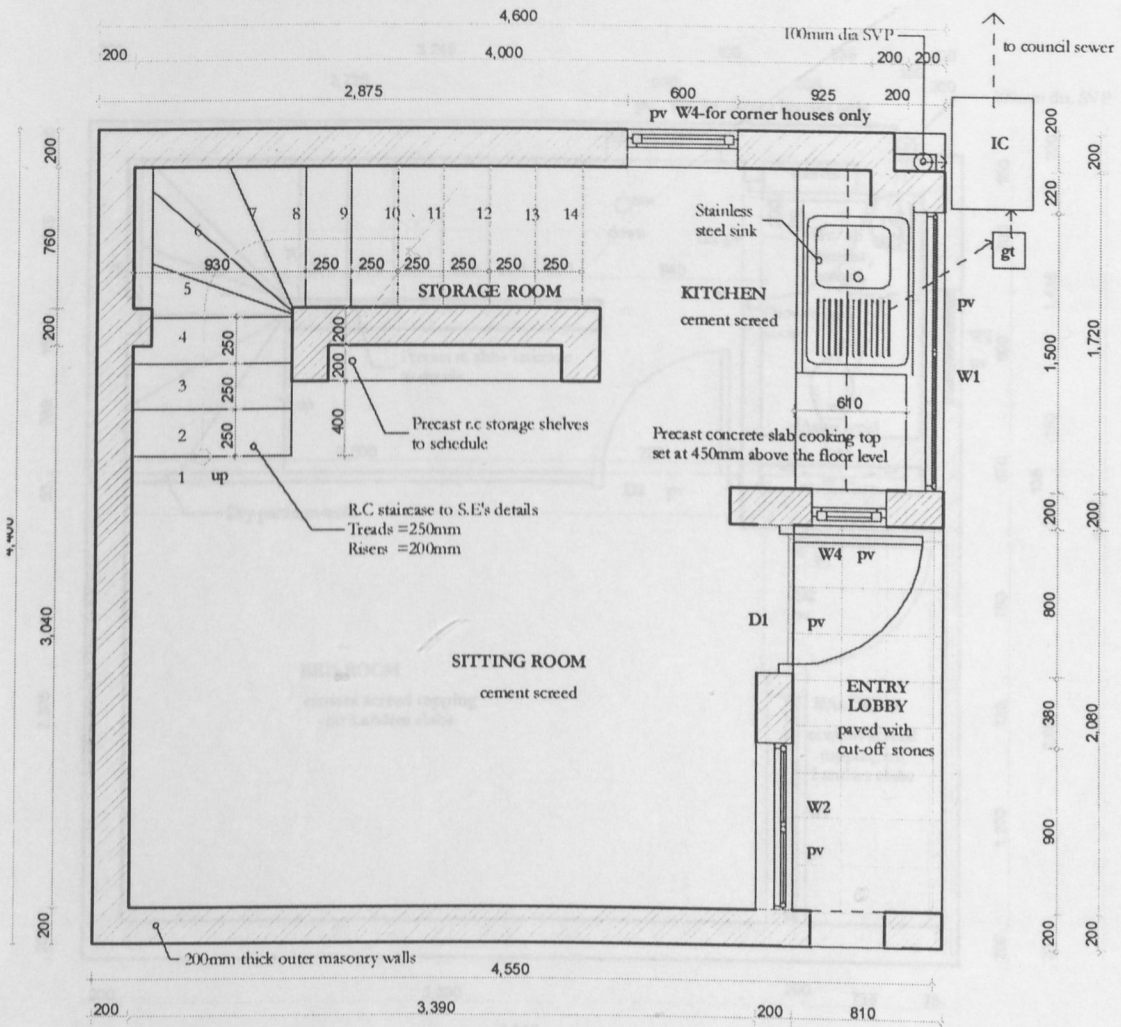 4,600
100mm dia SVP
to council sewer
200
4,000
200
200
2,875
600
925
200
pv W4-for corner houses only
IC
200
200
200
760
200
3,040
200
4,400
7
8
9
10
11
12
13
14
6
930
250
250
250
250
250
250
STORAGE ROOM
5
4
3
2
1
up
250
250
250
200
200
400
Stainless
steel sink
KITCHEN
cement screed
gt
220
pv
W1
1,500
1,720
610
Precast r.c storage shelves
to schedule
Precast concrete slab cooking top
set at 450mm above the floor level
R.C staircase to S.E's details
Treads =250mm
Risers =200mm
200
200
W4 pv
D1
pv
800
SITTING ROOM
cement screed
ENTRY
LOBBY
paved with
cut-off stones
380
2,080
W2
pv
900
200
200
200mm thick outer masonry walls
4,550
200
3,390
200
810